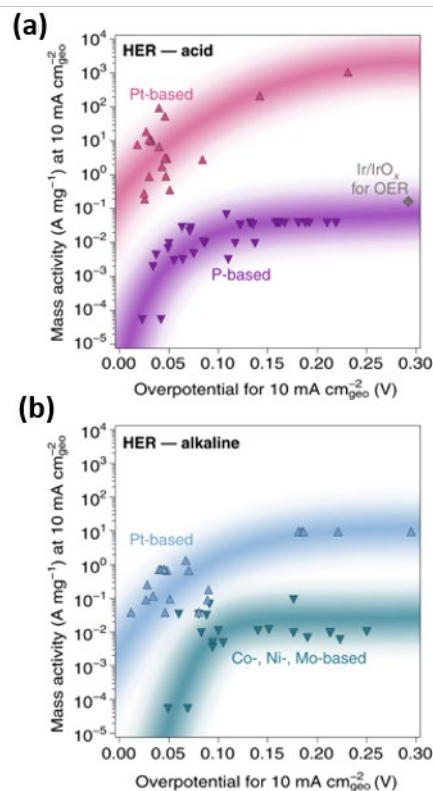 (a)
HER — acid
Mass activity (A mg⁻¹) at 10 mA cm⁻²geo
10⁴
10³
10²
10¹
10⁰
10⁻¹
10⁻²
10⁻³
10⁻⁴
10⁻⁵
Pt-based
Ir/IrOₓ
for OER
P-based
0.00 0.05 0.10 0.15 0.20 0.25 0.30
Overpotential for 10 mA cm⁻²geo (V)
(b)
HER — alkaline
Mass activity (A mg⁻¹) at 10 mA cm⁻²geo
10⁴
10³
10²
10¹
10⁰
10⁻¹
10⁻²
10⁻³
10⁻⁴
10⁻⁵
Pt-based
Co-, Ni-, Mo-based
0.00 0.05 0.10 0.15 0.20 0.25 0.30
Overpotential for 10 mA cm⁻²geo (V)